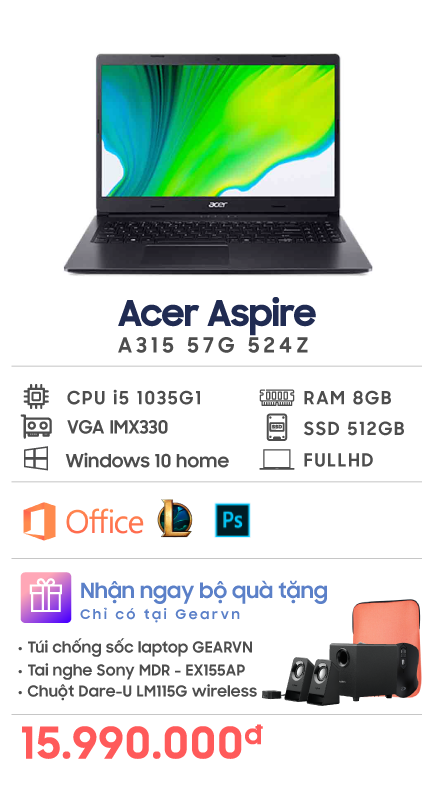 acer
Acer Aspire
A315 57G 524Z
CPU i5 1035G1
RAM 8GB
VGA IMX330
SSD 512GB
Windows 10 home
FULLHD
Office
Ps
Nhận ngay bộ quà tặng
Chỉ có tại Gearvn
• Túi chống sốc laptop GEARVN
• Tai nghe Sony MDR - EX155AP
• Chuột Dare-U LM115G wireless
15.990.000đ